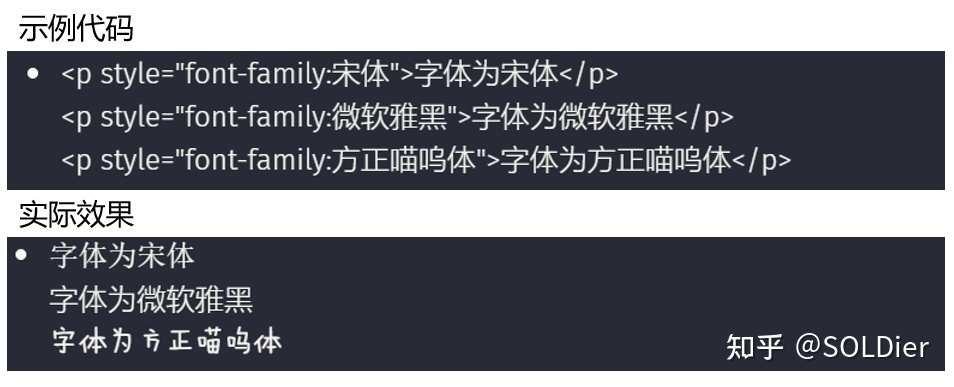 示例代码
• <p style="font-family:宋体">字体为宋体</p>
<p style="font-family:微软雅黑">字体为微软雅黑</p>
<p style="font-family:方正喵呜体">字体为方正喵呜体</p>
实际效果
• 字体为宋体
字体为微软雅黑
字体为方正喵呜体
知乎 @SOLDier